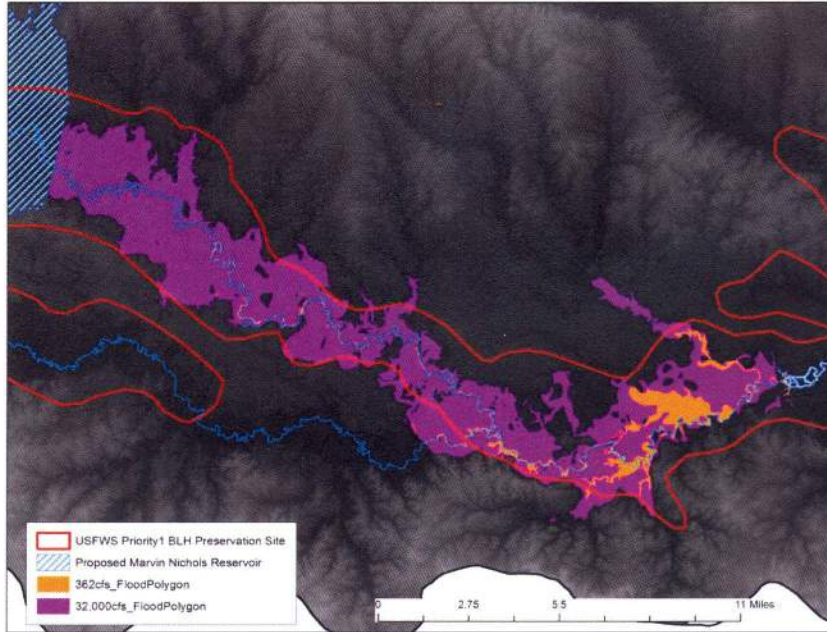 USFWS Priority1 BLH Preservation Site
Proposed Marvin Nichols Reservoir
362cfs_FloodPolygon
32,000cfs_FloodPolygon
0 2.75 5.5 11 Miles